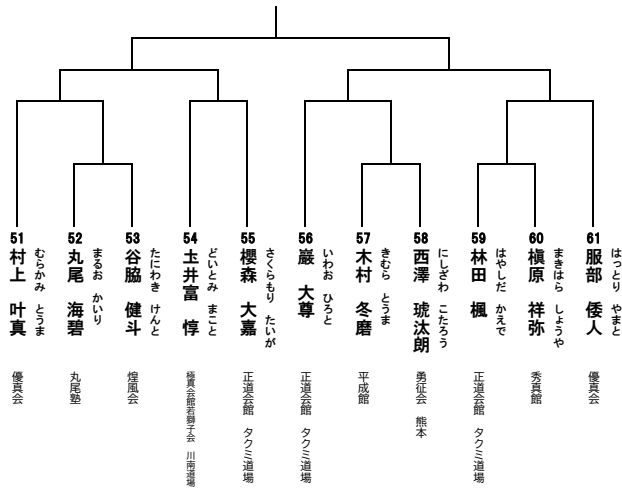 51
村上 叶真
むらかみ とうま
優真会
52
丸尾 海碧
まるお かいり
丸尾塾
53
谷脇 健斗
たにわき けんと
煌風会
54
圡井富 惇
どいとみ まこと
極真会館若獅子会 川南道場
55
櫻森 大嘉
さくらもり たいが
正道会館 タクミ道場
56
巖 大尊
いわお ひろと
正道会館 タクミ道場
57
木村 冬磨
きむら とうま
平成館
58
西澤 琥汰朗
にしざわ こたろう
勇征会 熊本
59
林田 楓
はやしだ かえで
正道会館 タクミ道場
60
槇原 祥弥
まきはら しょうや
秀真館
61
服部 倭人
はっとり やまと
優真会